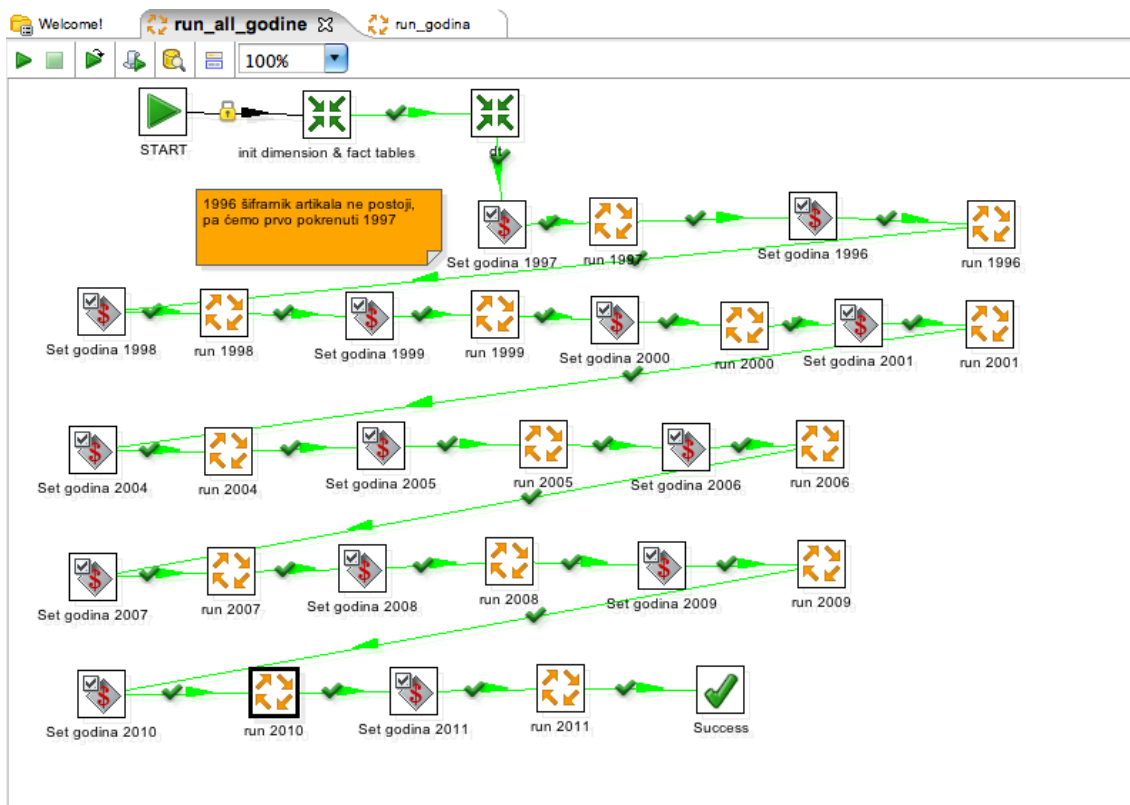 Welcome!
run_all_godine
run_godina
100%
START
init dimension & fact tables
dt
1996 šifrarnik artikala ne postoji,
pa ćemo prvo pokrenuti 1997
Set godina 1997
run 1997
Set godina 1996
run 1996
Set godina 1998
run 1998
Set godina 1999
run 1999
Set godina 2000
run 2000
Set godina 2001
run 2001
Set godina 2004
run 2004
Set godina 2005
run 2005
Set godina 2006
run 2006
Set godina 2007
run 2007
Set godina 2008
run 2008
Set godina 2009
run 2009
Set godina 2010
run 2010
Set godina 2011
run 2011
Success